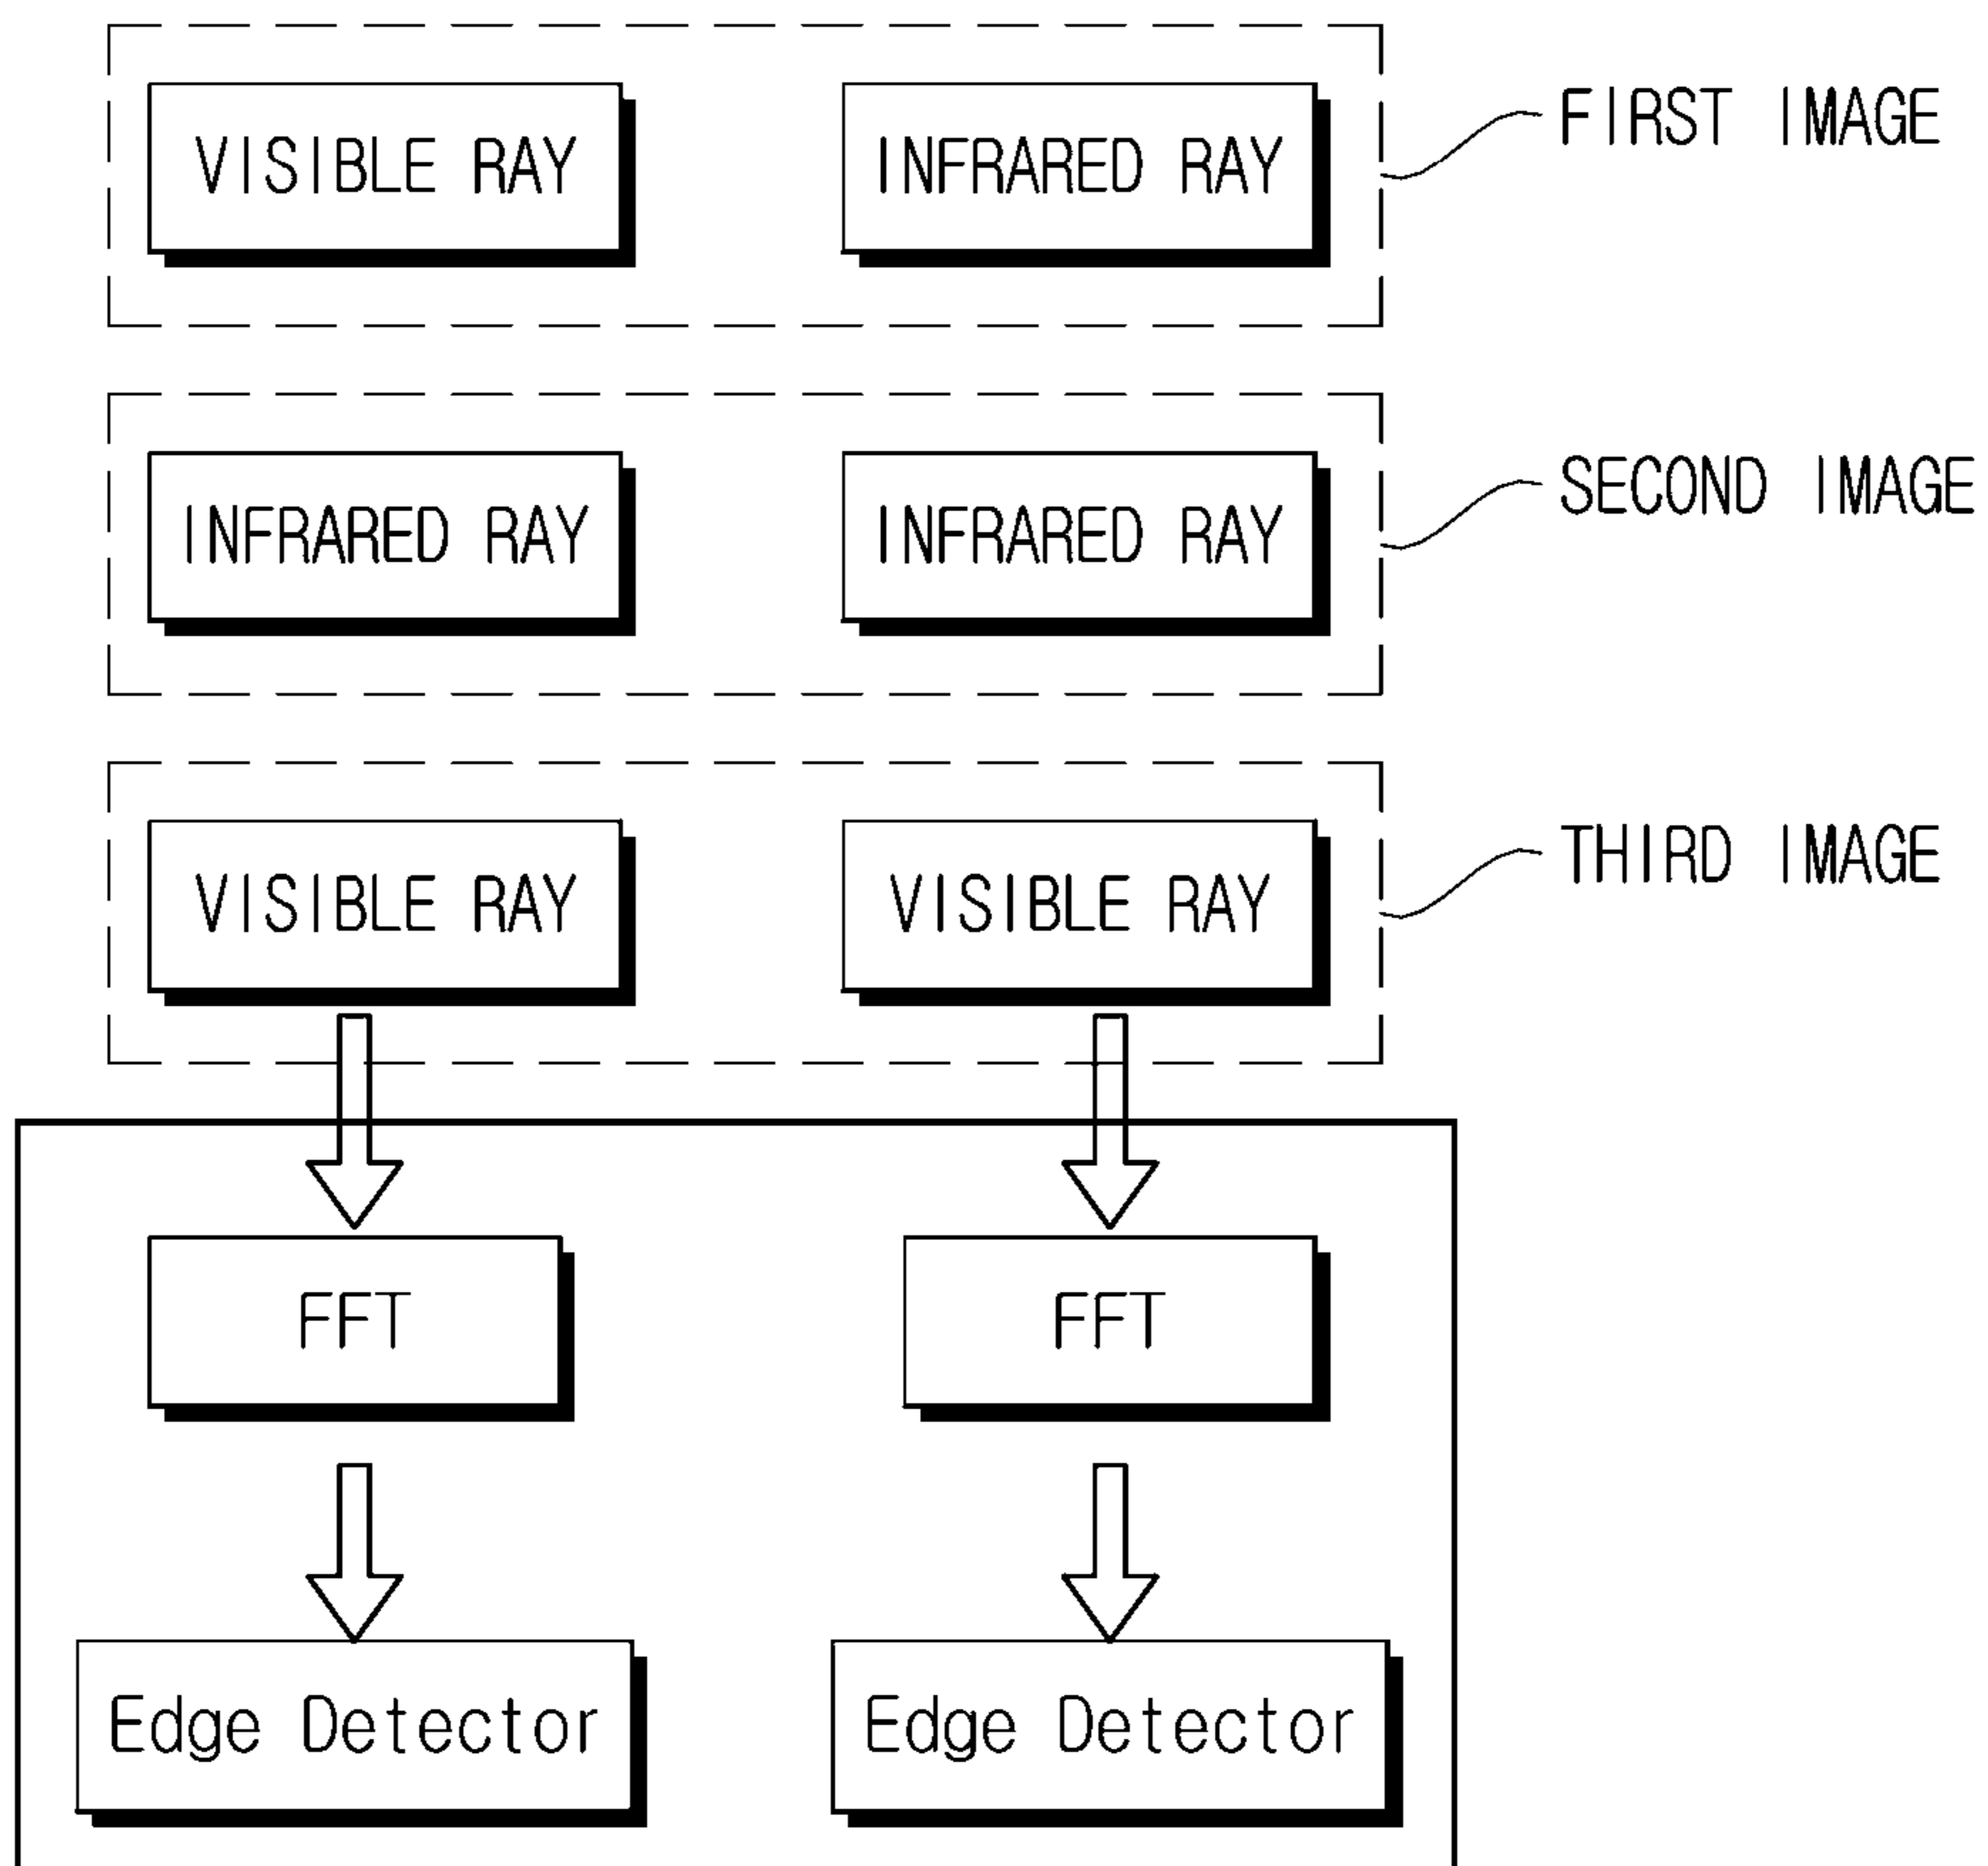 VISIBLE RAY INFRARED RAY FIRST IMAGE
INFRARED RAY INFRARED RAY SECOND IMAGE
VISIBLE RAY VISIBLE RAY THIRD IMAGE
FFT FFT
Edge Detector Edge Detector